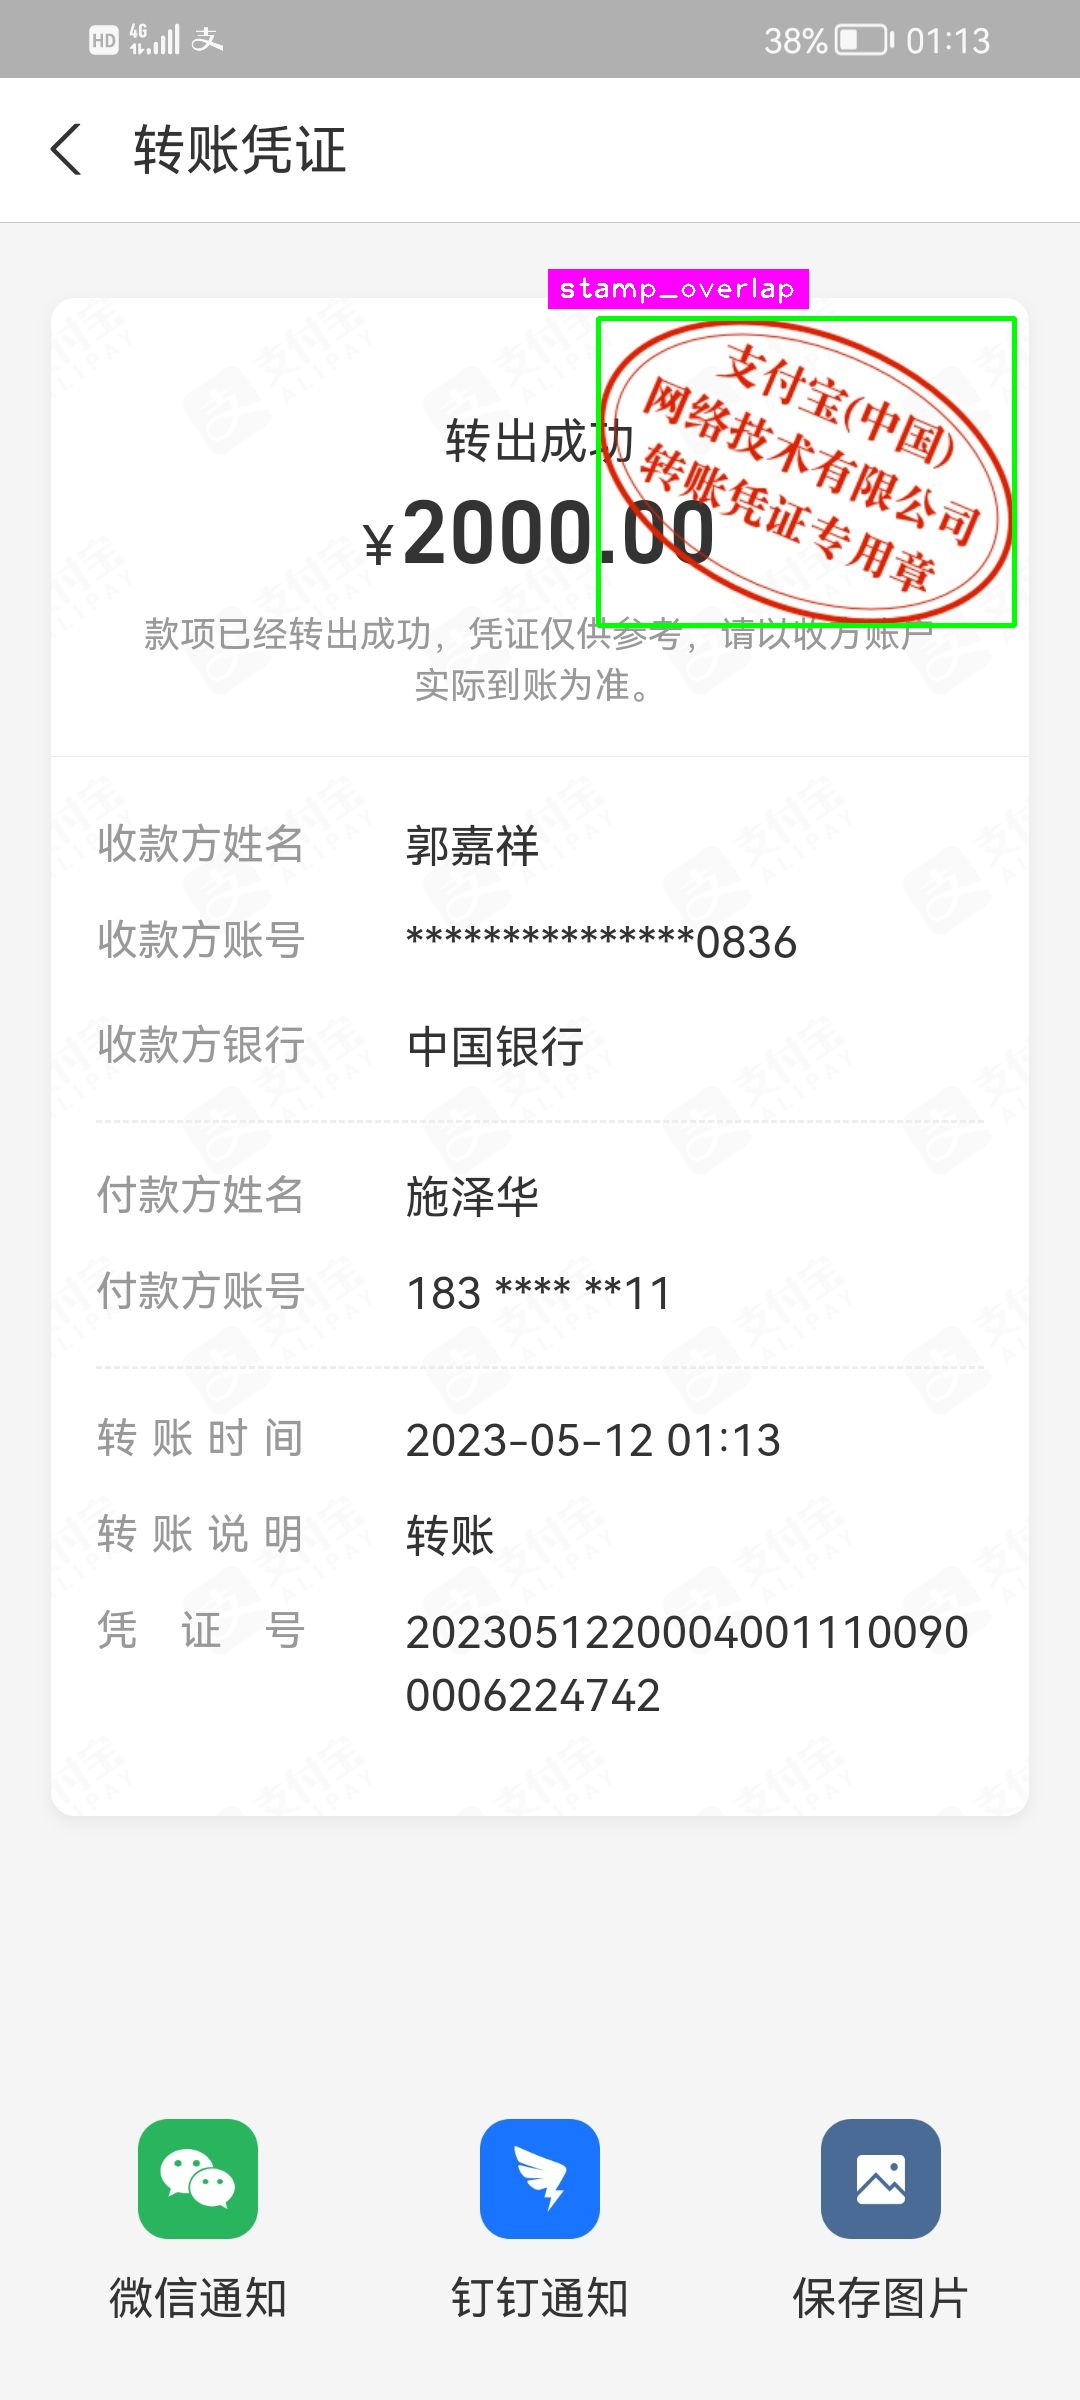 HD 4G 支 38% 01:13
转账凭证
stamp_overlap
支付宝(中国)
网络技术有限公司
转账凭证专用章
转出成功
¥2000.00
款项已经转出成功，凭证仅供参考，请以收方账户
实际到账为准。
收款方姓名 郭嘉祥
收款方账号 ***************0836
收款方银行 中国银行
付款方姓名 施泽华
付款方账号 183 **** **11
转账时间 2023-05-12 01:13
转账说明 转账
凭证号 2023051220004001110090
0006224742
微信通知 钉钉通知 保存图片
支付宝 ALIPAY